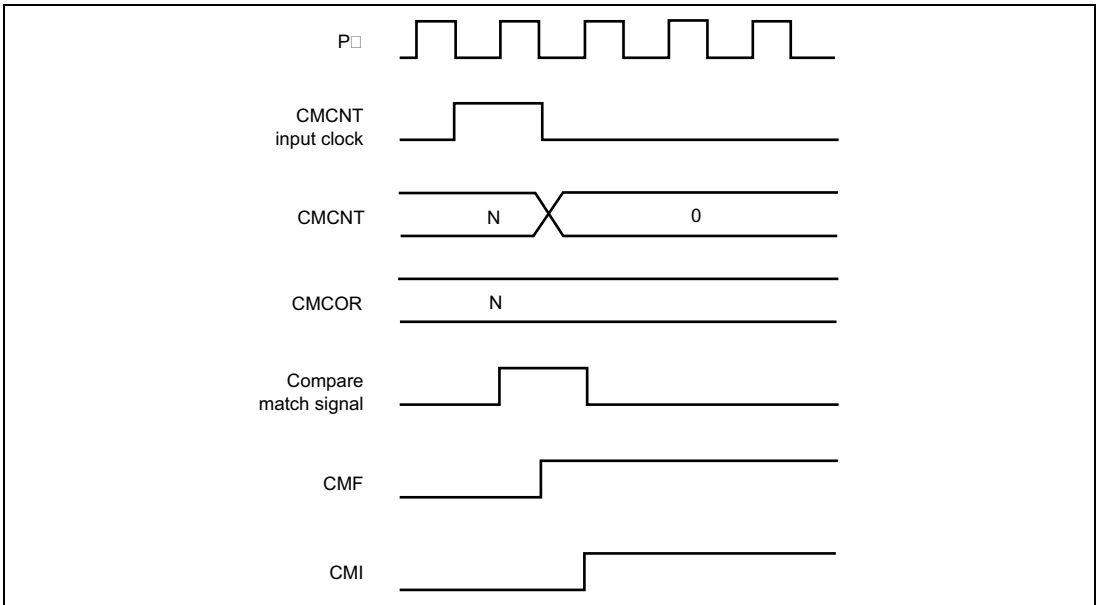 P□
CMCNT
input clock
CMCNT
N
0
CMCOR
N
Compare
match signal
CMF
CMI